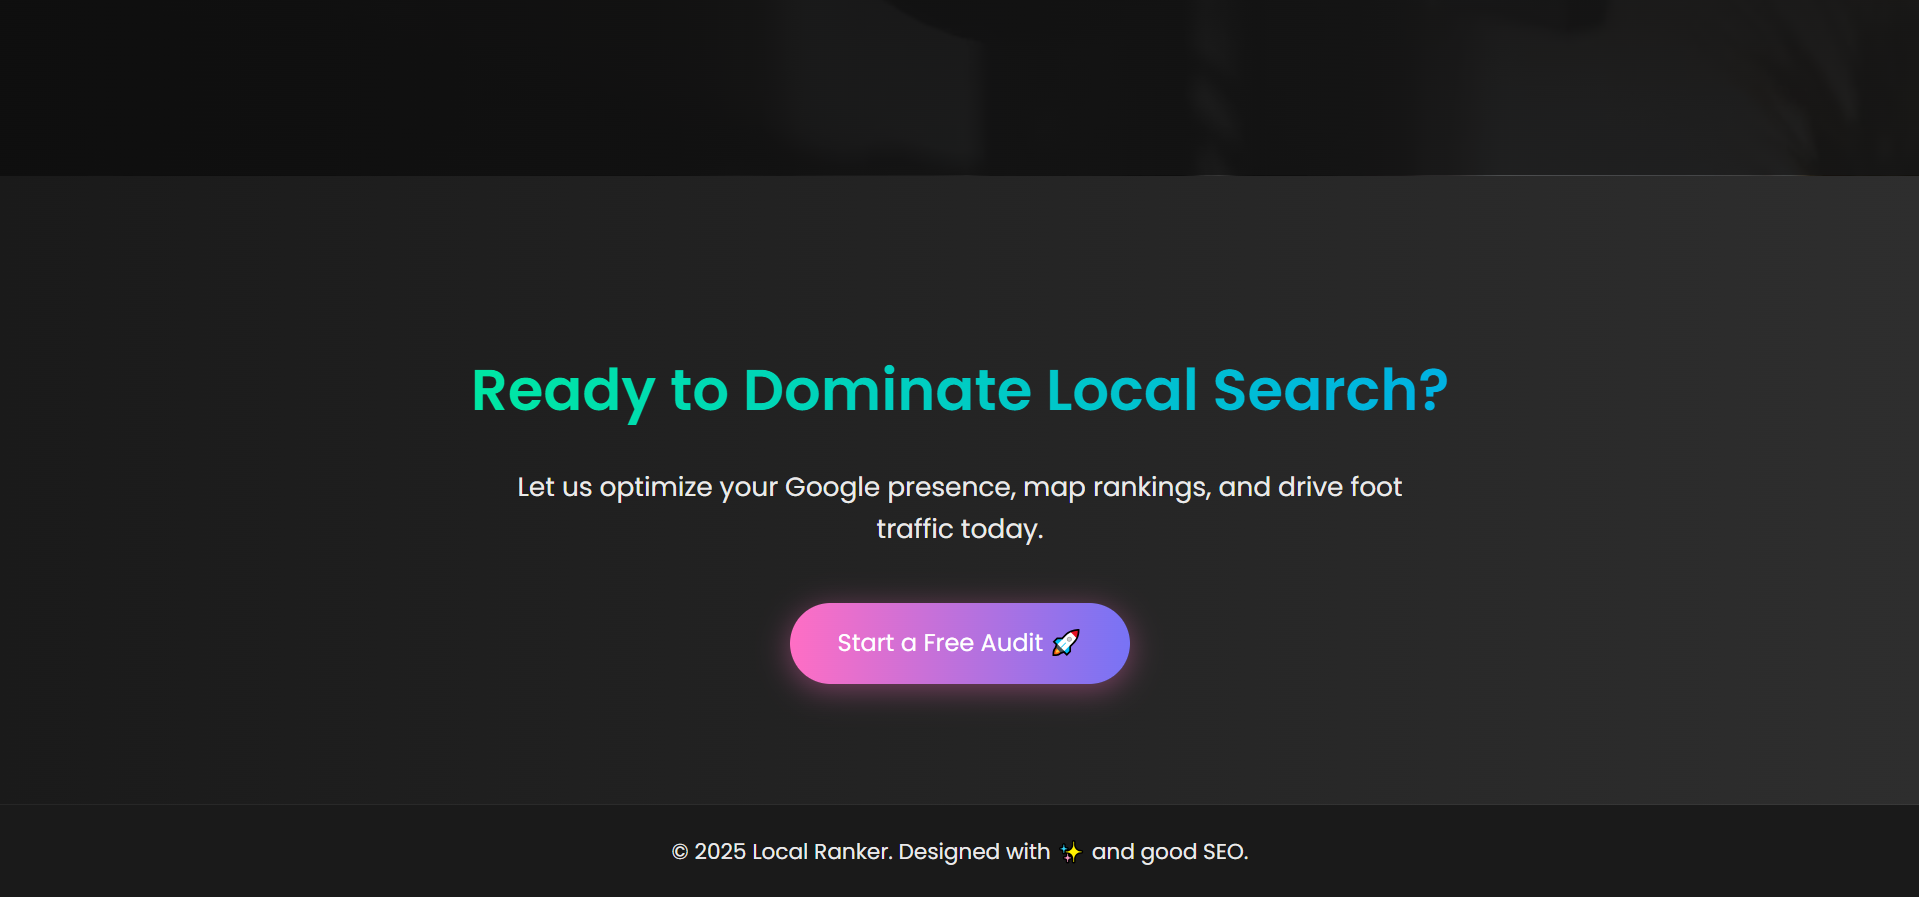 Ready to Dominate Local Search?
Let us optimize your Google presence, map rankings, and drive foot
traffic today.
Start a Free Audit 🚀
© 2025 Local Ranker. Designed with ✨ and good SEO.